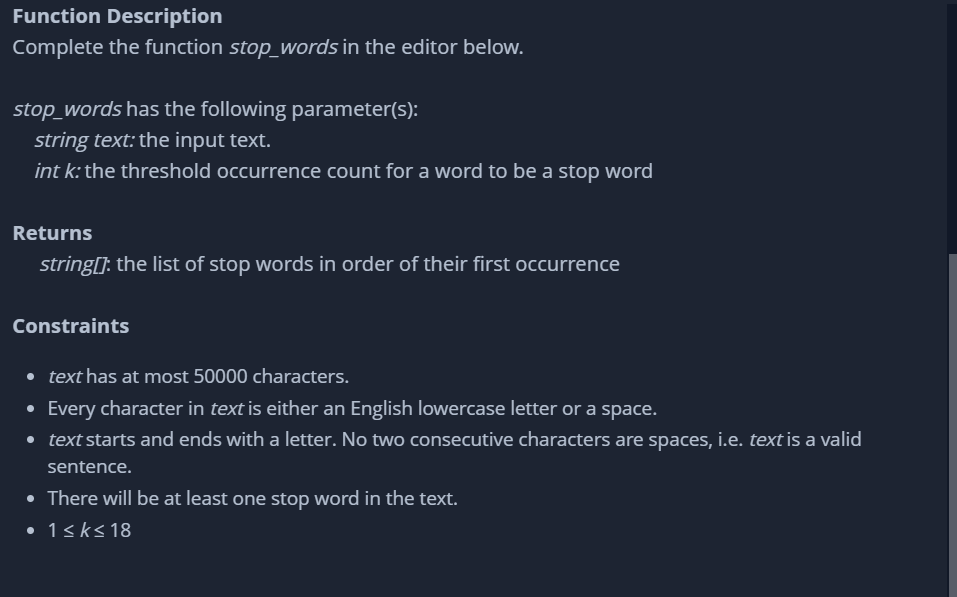 Function Description
Complete the function stop_words in the editor below.
stop_words has the following parameter(s):
string text: the input text.
int k: the threshold occurrence count for a word to be a stop word
Returns
string[]: the list of stop words in order of their first occurrence
Constraints
• text has at most 50000 characters.
• Every character in text is either an English lowercase letter or a space.
• text starts and ends with a letter. No two consecutive characters are spaces, i.e. text is a valid
sentence.
• There will be at least one stop word in the text.
• 1 ≤ k ≤ 18